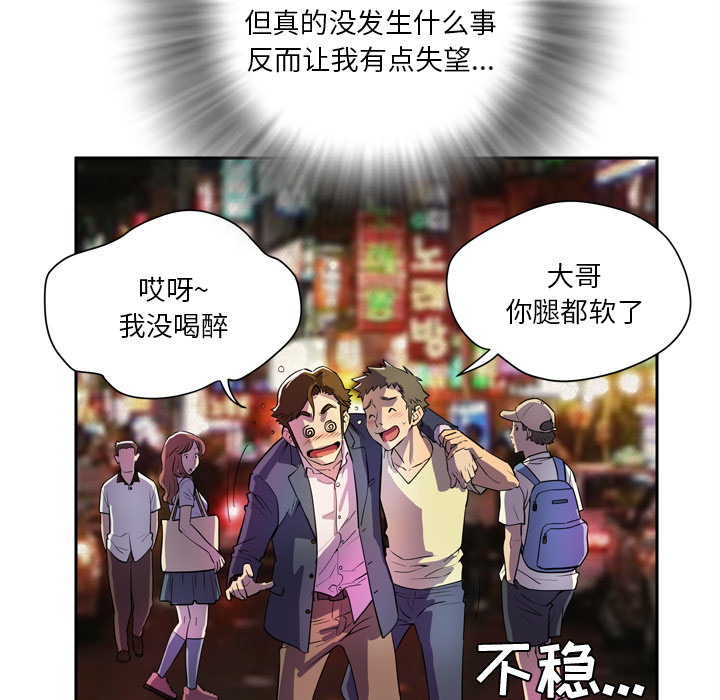 但真的没发生什么事
反而让我有点失望...
哎呀~
我没喝醉
大哥
你腿都软了
노래방
不稳...